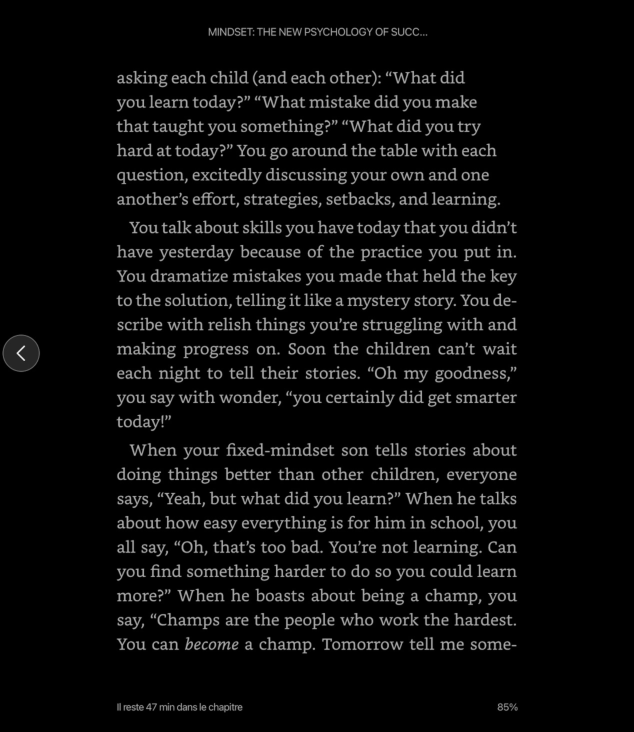 MINDSET: THE NEW PSYCHOLOGY OF SUCC...
asking each child (and each other): “What did
you learn today?” “What mistake did you make
that taught you something?” “What did you try
hard at today?” You go around the table with each
question, excitedly discussing your own and one
another’s effort, strategies, setbacks, and learning.
You talk about skills you have today that you didn’t
have yesterday because of the practice you put in.
You dramatize mistakes you made that held the key
to the solution, telling it like a mystery story. You de-
scribe with relish things you’re struggling with and
making progress on. Soon the children can’t wait
each night to tell their stories. “Oh my goodness,”
you say with wonder, “you certainly did get smarter
today!”
When your fixed-mindset son tells stories about
doing things better than other children, everyone
says, “Yeah, but what did you learn?” When he talks
about how easy everything is for him in school, you
all say, “Oh, that’s too bad. You’re not learning. Can
you find something harder to do so you could learn
more?” When he boasts about being a champ, you
say, “Champs are the people who work the hardest.
You can become a champ. Tomorrow tell me some-
Il reste 47 min dans le chapitre
85%